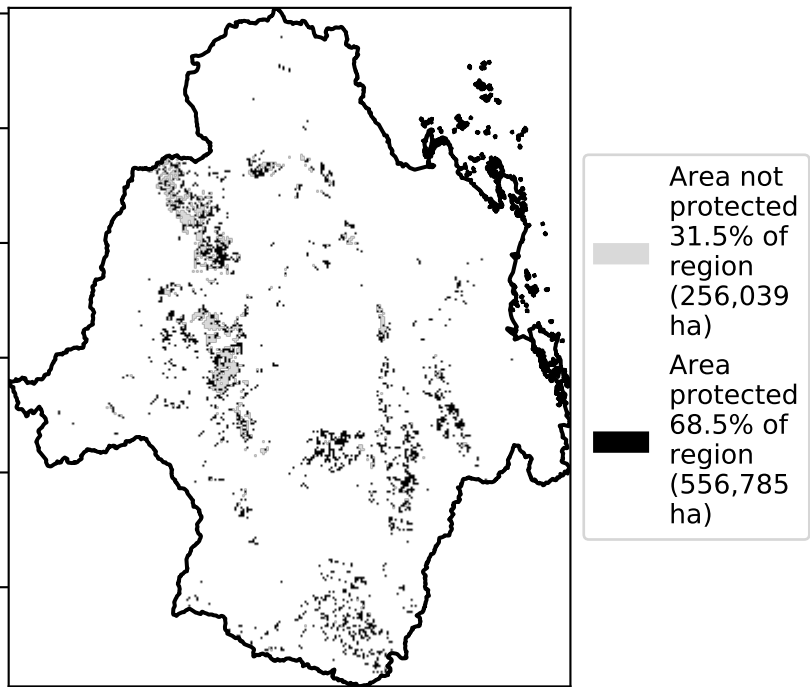 Area not
protected
31.5% of
region
(256,039
ha)
Area
protected
68.5% of
region
(556,785
ha)